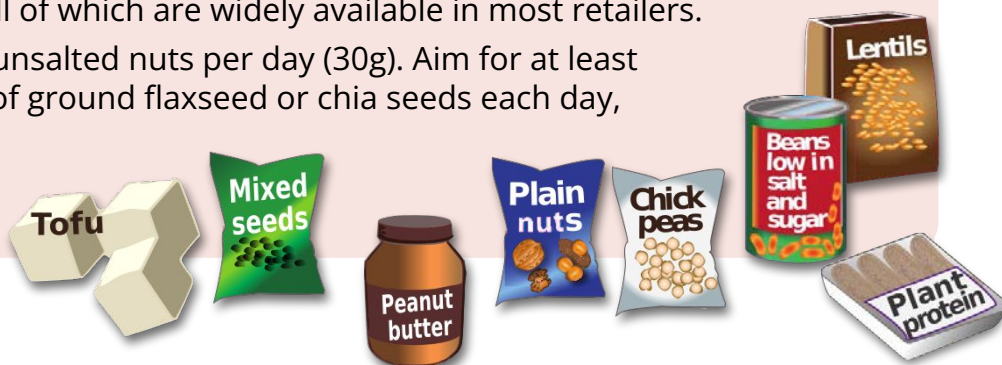 ll of which are widely available in most retailers.
unsalted nuts per day (30g). Aim for at least
of ground flaxseed or chia seeds each day,
Lentils
Beans
low in
salt
and
sugar
Tofu
Mixed
seeds
Peanut
butter
Plain
nuts
Chick
peas
Plant
protein